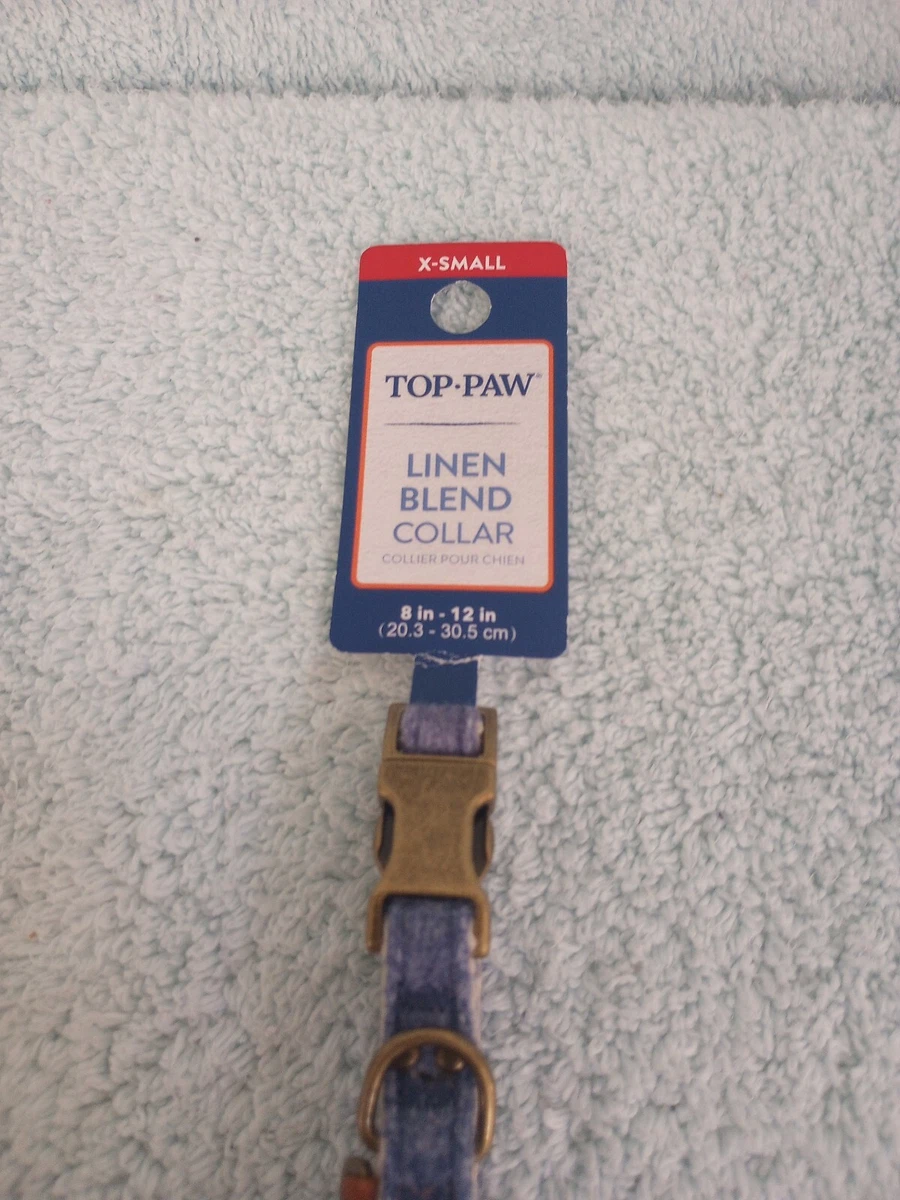 X-SMALL
TOP·PAW®
LINEN
BLEND
COLLAR
COLLIER POUR CHIEN
8 in - 12 in
(20.3 - 30.5 cm)